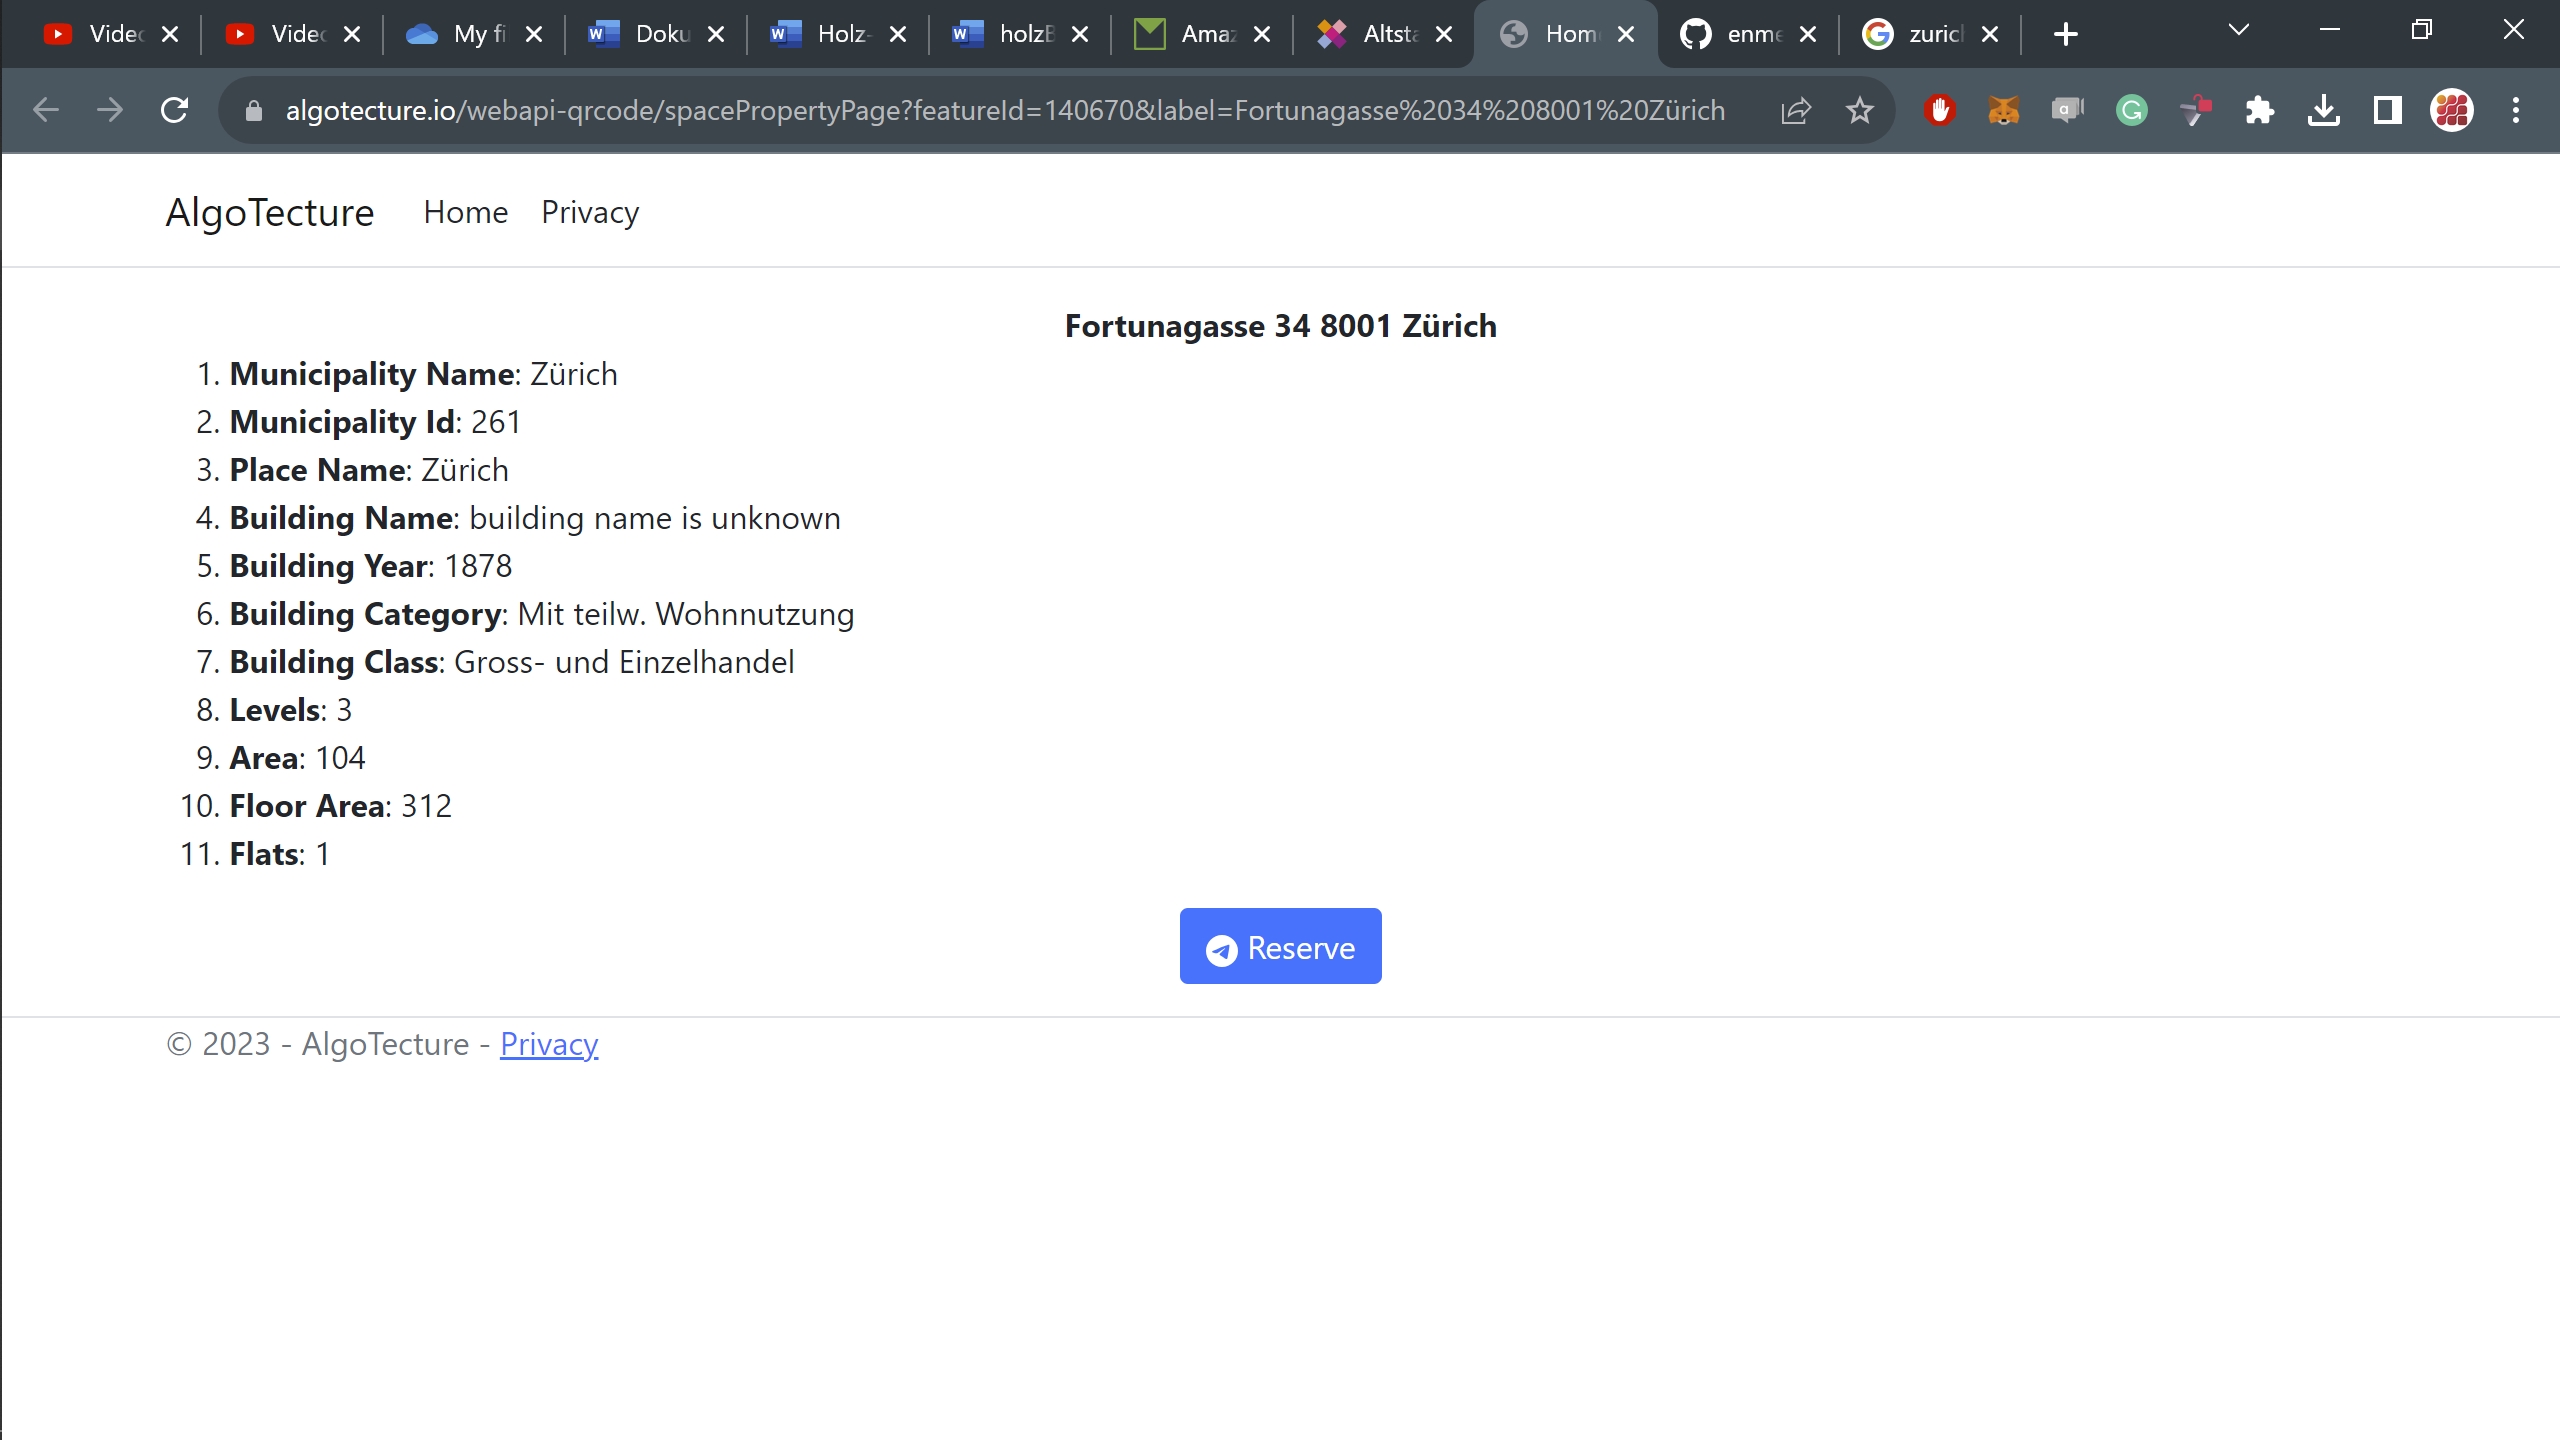 Videc
Videc
My fi
Doku
Holz-
holzB
Amaz
Altsta
Hom
enme
zurich
algotecture.io/webapi-qrcode/spacePropertyPage?featureId=140670&label=Fortunagasse%2034%208001%20Zürich
AlgoTecture
Home
Privacy
Fortunagasse 34 8001 Zürich
1. Municipality Name: Zürich
2. Municipality Id: 261
3. Place Name: Zürich
4. Building Name: building name is unknown
5. Building Year: 1878
6. Building Category: Mit teilw. Wohnnutzung
7. Building Class: Gross- und Einzelhandel
8. Levels: 3
9. Area: 104
10. Floor Area: 312
11. Flats: 1
Reserve
© 2023 - AlgoTecture - Privacy